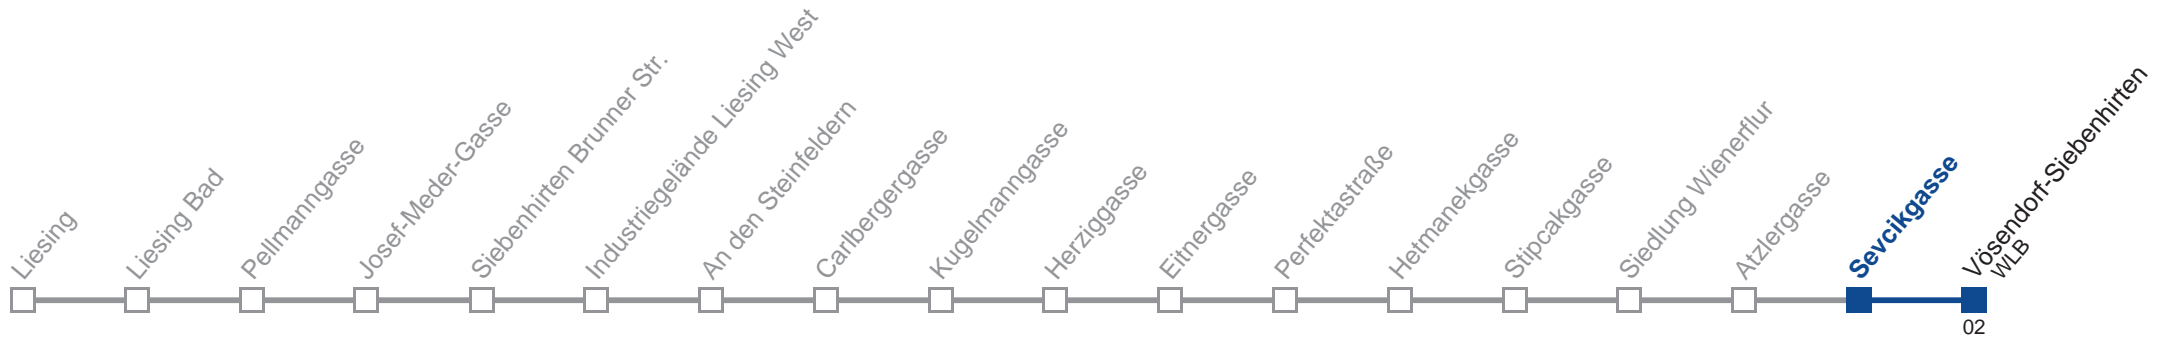 Liesing
Liesing Bad
Pellmanngasse
Josef-Meder-Gasse
Siebenhirten Brunner Str.
Industriegelände Liesing West
An den Steinfeldern
Carlbergergasse
Kugelmanngasse
Herziggasse
Eitnergasse
Perfektastraße
Hetmanekgasse
Stipcakgasse
Siedlung Wienerflur
Atzlergasse
Sevcikgasse
Vösendorf-Siebenhirten
WLB
02